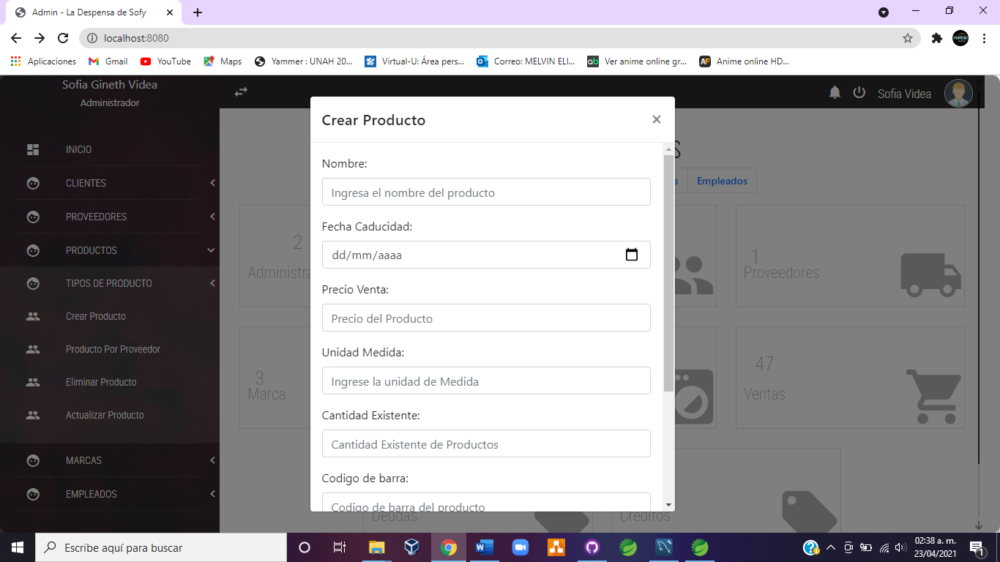 Admin - La Despensa de Sofy
localhost:8080
Aplicaciones
Gmail
YouTube
Maps
Yammer : UNAH 20...
Virtual-U: Área pers...
Correo: MELVIN ELI...
Ver anime online gr...
Anime online HD...
Sofia Gineth Videa
Administrador
INICIO
CLIENTES
PROVEEDORES
PRODUCTOS
TIPOS DE PRODUCTO
Crear Producto
Producto Por Proveedor
Eliminar Producto
Actualizar Producto
MARCAS
EMPLEADOS
Sofia Videa
Crear Producto
×
Nombre:
Ingresa el nombre del producto
Fecha Caducidad:
dd/mm/aaaa
Precio Venta:
Precio del Producto
Unidad Medida:
Ingrese la unidad de Medida
Cantidad Existente:
Cantidad Existente de Productos
Codigo de barra:
Codigo de barra del producto
S
s
Empleados
2
Administra
1
Proveedores
3
Marca
47
Ventas
Deudas
Creditos
Escribe aquí para buscar
02:38 a. m.
23/04/2021
1